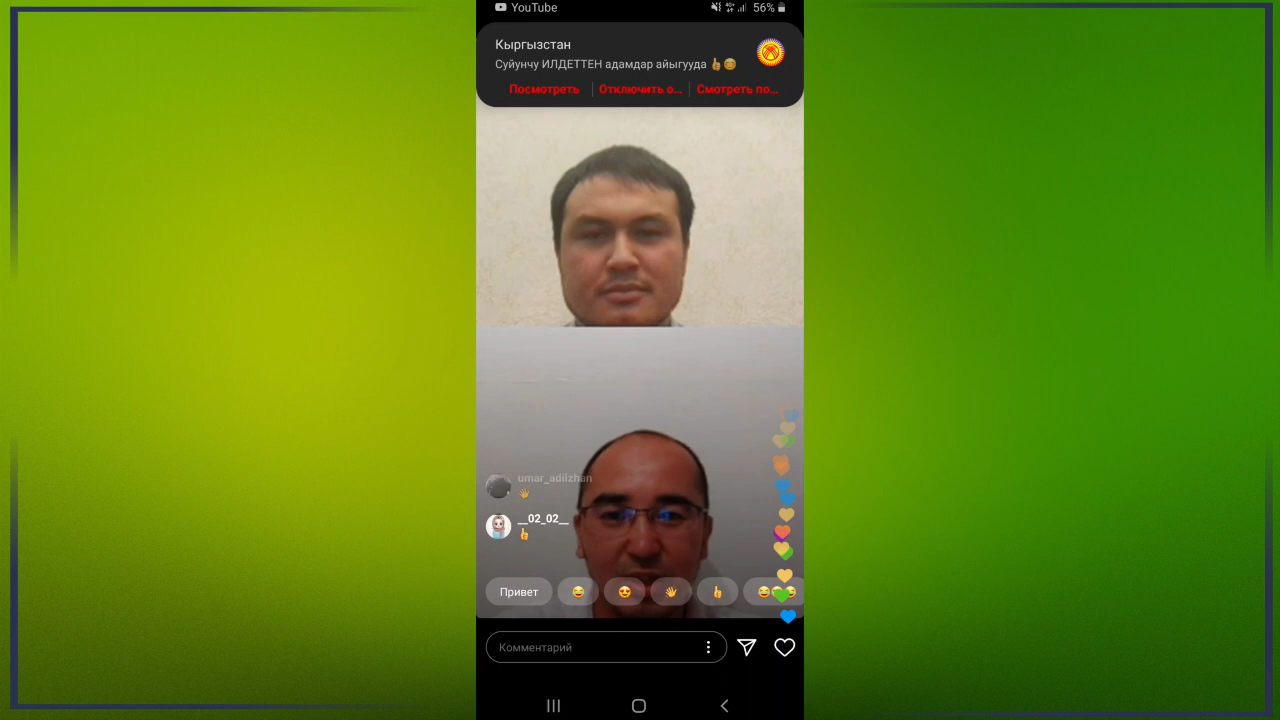 YouTube 56%
Кыргызстан
Суйунчу ИЛДЕТТЕН адамдар айыгууда 👍😊
Посмотреть Отключить о... Смотреть по...
umar_adilzhan
👋
__02_02__
👍
Привет 😂 😍 👋 👍
Комментарий